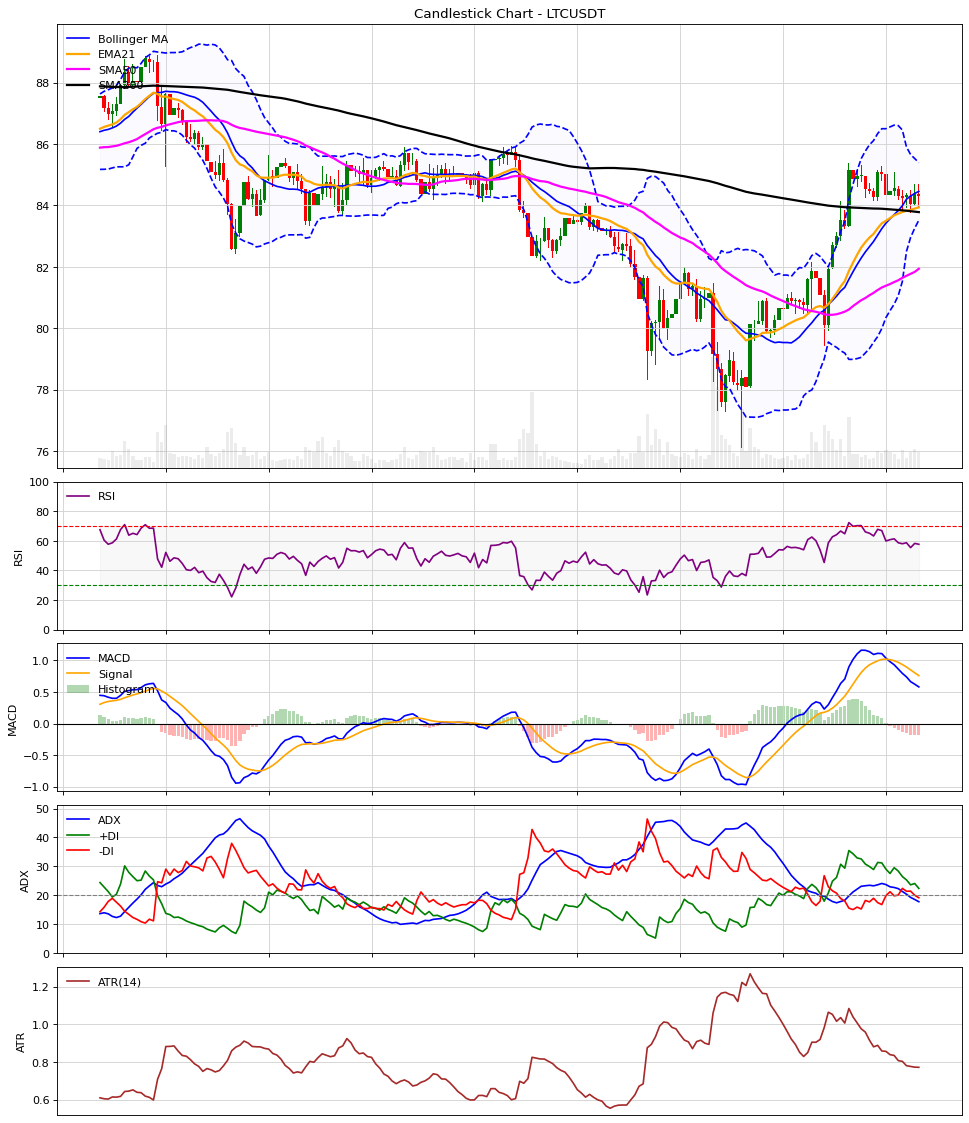 Candlestick Chart - LTCUSDT
Bollinger MA
EMA21
SMA50
SMA200
88
86
84
82
80
78
76
RSI
100
80
60
40
20
0
RSI
MACD
Signal
Histogram
1.0
0.5
0.0
−0.5
−1.0
MACD
ADX
+DI
-DI
50
40
30
20
10
0
ADX
ATR(14)
1.2
1.0
0.8
0.6
ATR